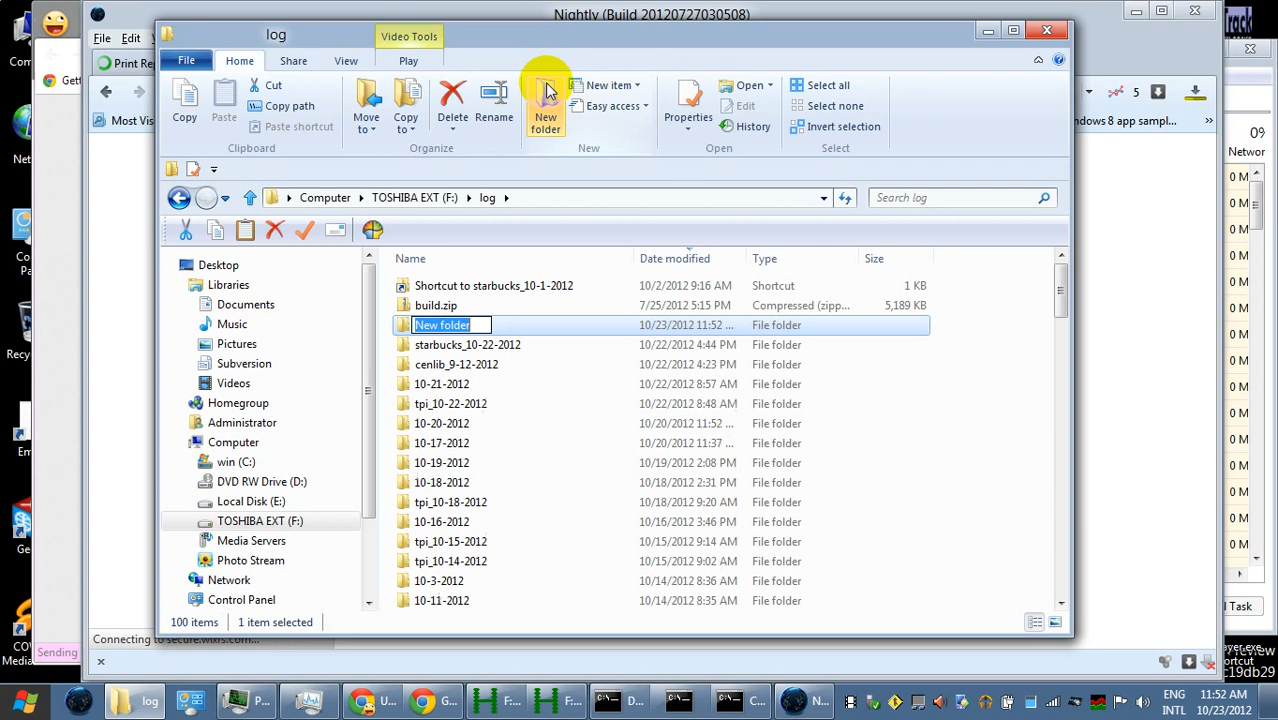 Nightly (Build 20120727030508)
Track
File Edit
log
Video Tools
File Home Share View Play
Getti
Print Re
Cut
Copy path
Paste shortcut
Copy
Paste
Clipboard
Move to
Copy to
Delete
Rename
Organize
New folder
New item
Easy access
New
Properties
Open
Edit
History
Open
Select all
Select none
Invert selection
Select
5
Most Vis
Windows 8 app sampl...
»
09
Networ
Computer TOSHIBA EXT (F:) log
Search log
Name Date modified Type Size
Desktop
Libraries
Documents
Music
Pictures
Subversion
Videos
Homegroup
Administrator
Computer
win (C:)
DVD RW Drive (D:)
Local Disk (E:)
TOSHIBA EXT (F:)
Media Servers
Photo Stream
Network
Control Panel
Shortcut to starbucks_10-1-2012 10/2/2012 9:16 AM Shortcut 1 KB
build.zip 7/25/2012 5:15 PM Compressed (zipp... 5,189 KB
New folder 10/23/2012 11:52 ... File folder
starbucks_10-22-2012 10/22/2012 4:44 PM File folder
cenlib_9-12-2012 10/22/2012 4:23 PM File folder
10-21-2012 10/22/2012 8:57 AM File folder
tpi_10-22-2012 10/22/2012 8:48 AM File folder
10-20-2012 10/20/2012 11:52 ... File folder
10-17-2012 10/20/2012 11:37 ... File folder
10-19-2012 10/19/2012 2:08 PM File folder
10-18-2012 10/18/2012 2:31 PM File folder
tpi_10-18-2012 10/18/2012 9:20 AM File folder
10-16-2012 10/15/2012 3:46 PM File folder
tpi_10-15-2012 10/15/2012 9:14 AM File folder
tpi_10-14-2012 10/15/2012 9:02 AM File folder
10-3-2012 10/14/2012 8:36 AM File folder
10-11-2012 10/14/2012 8:35 AM File folder
100 items 1 item selected
Connecting to secure.wixrs.com...
Sending
Task
Preview
c19db29
P...
log
U...
G...
F...
F...
D...
C...
N...
ENG
INTL
11:52 AM
10/23/2012